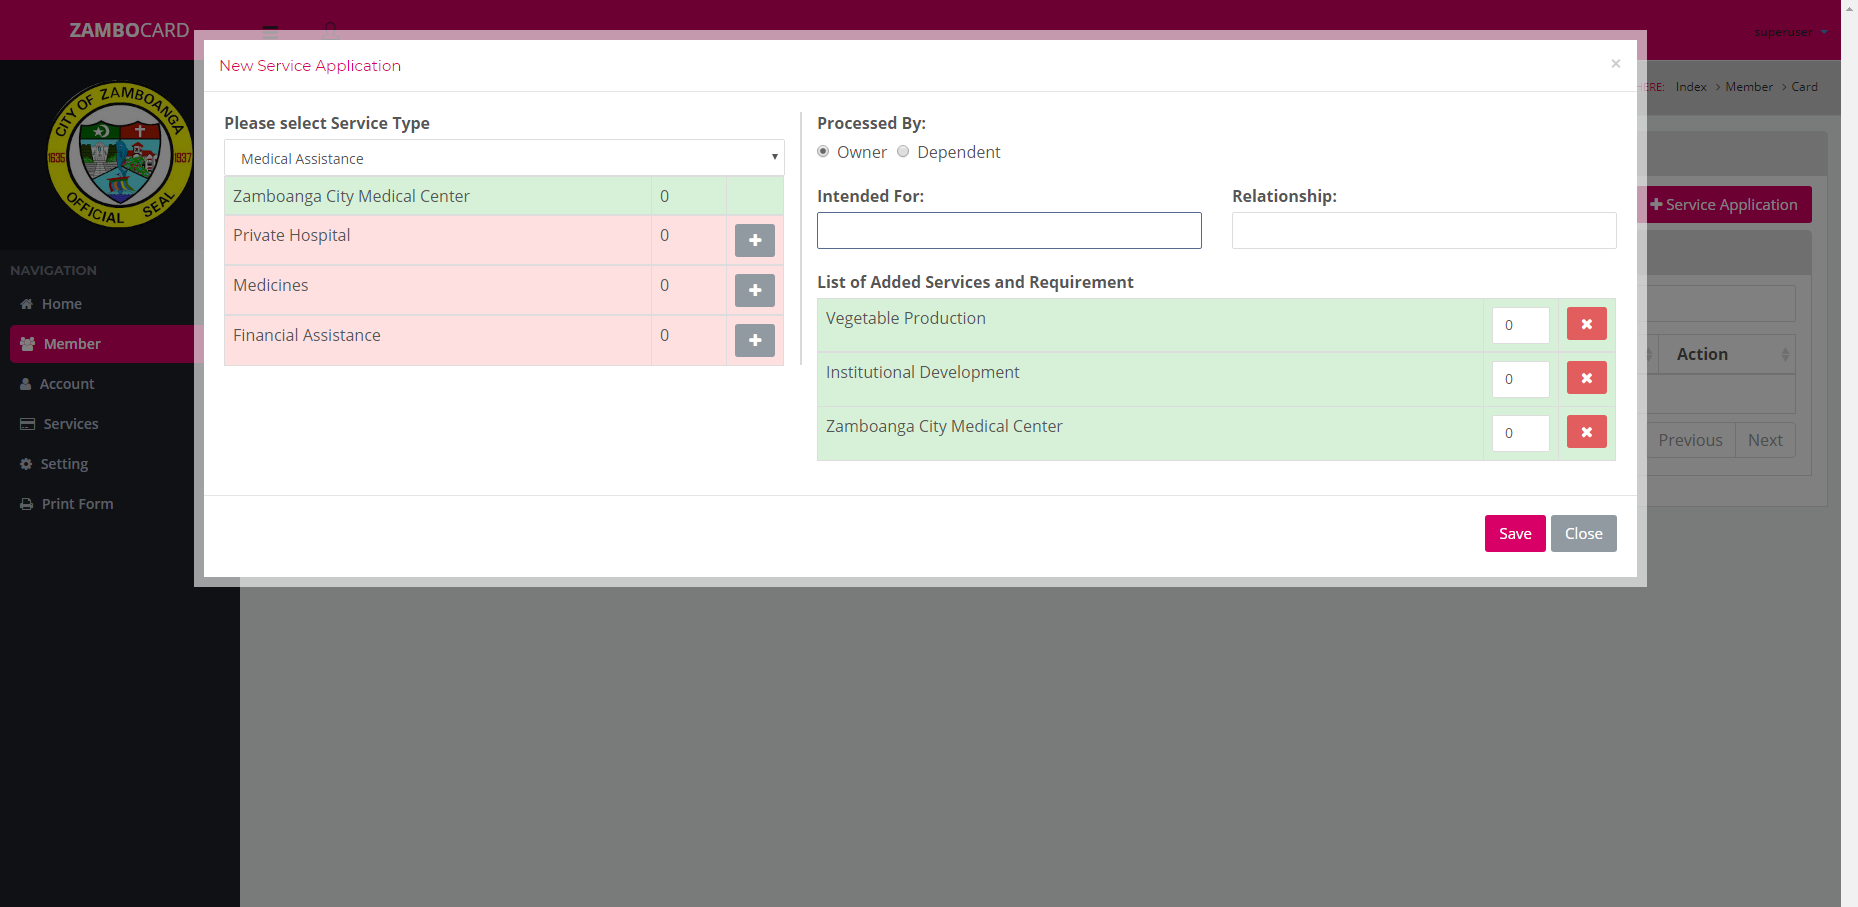 ZAMBOCARD
superuser
CITY OF ZAMBOANGA
1635 1937
OFFICIAL SEAL
NAVIGATION
Home
Member
Account
Services
Setting
Print Form
New Service Application
×
Please select Service Type
Medical Assistance
Zamboanga City Medical Center 0
Private Hospital 0
Medicines 0
Financial Assistance 0
Processed By:
Owner Dependent
Intended For: Relationship:
List of Added Services and Requirement
Vegetable Production 0
Institutional Development 0
Zamboanga City Medical Center 0
Save Close
HERE: Index > Member > Card
Service Application
Action
Previous Next